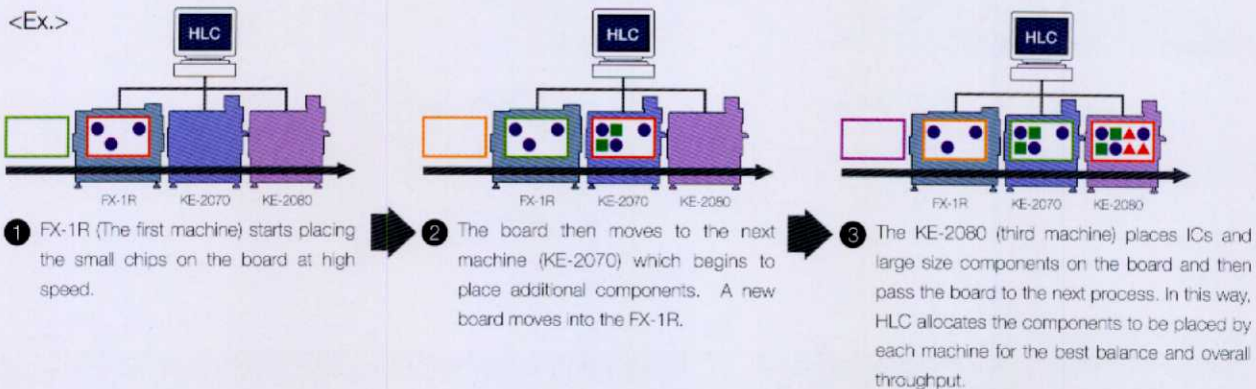 <Ex.>
HLC
FX-1R KE-2070 KE-2080
1 FX-1R (The first machine) starts placing
the small chips on the board at high
speed.
HLC
FX-1R KE-2070 KE-2080
2 The board then moves to the next
machine (KE-2070) which begins to
place additional components. A new
board moves into the FX-1R.
HLC
FX-1R KE-2070 KE-2080
3 The KE-2080 (third machine) places ICs and
large size components on the board and then
pass the board to the next process. In this way,
HLC allocates the components to be placed by
each machine for the best balance and overall
throughput.